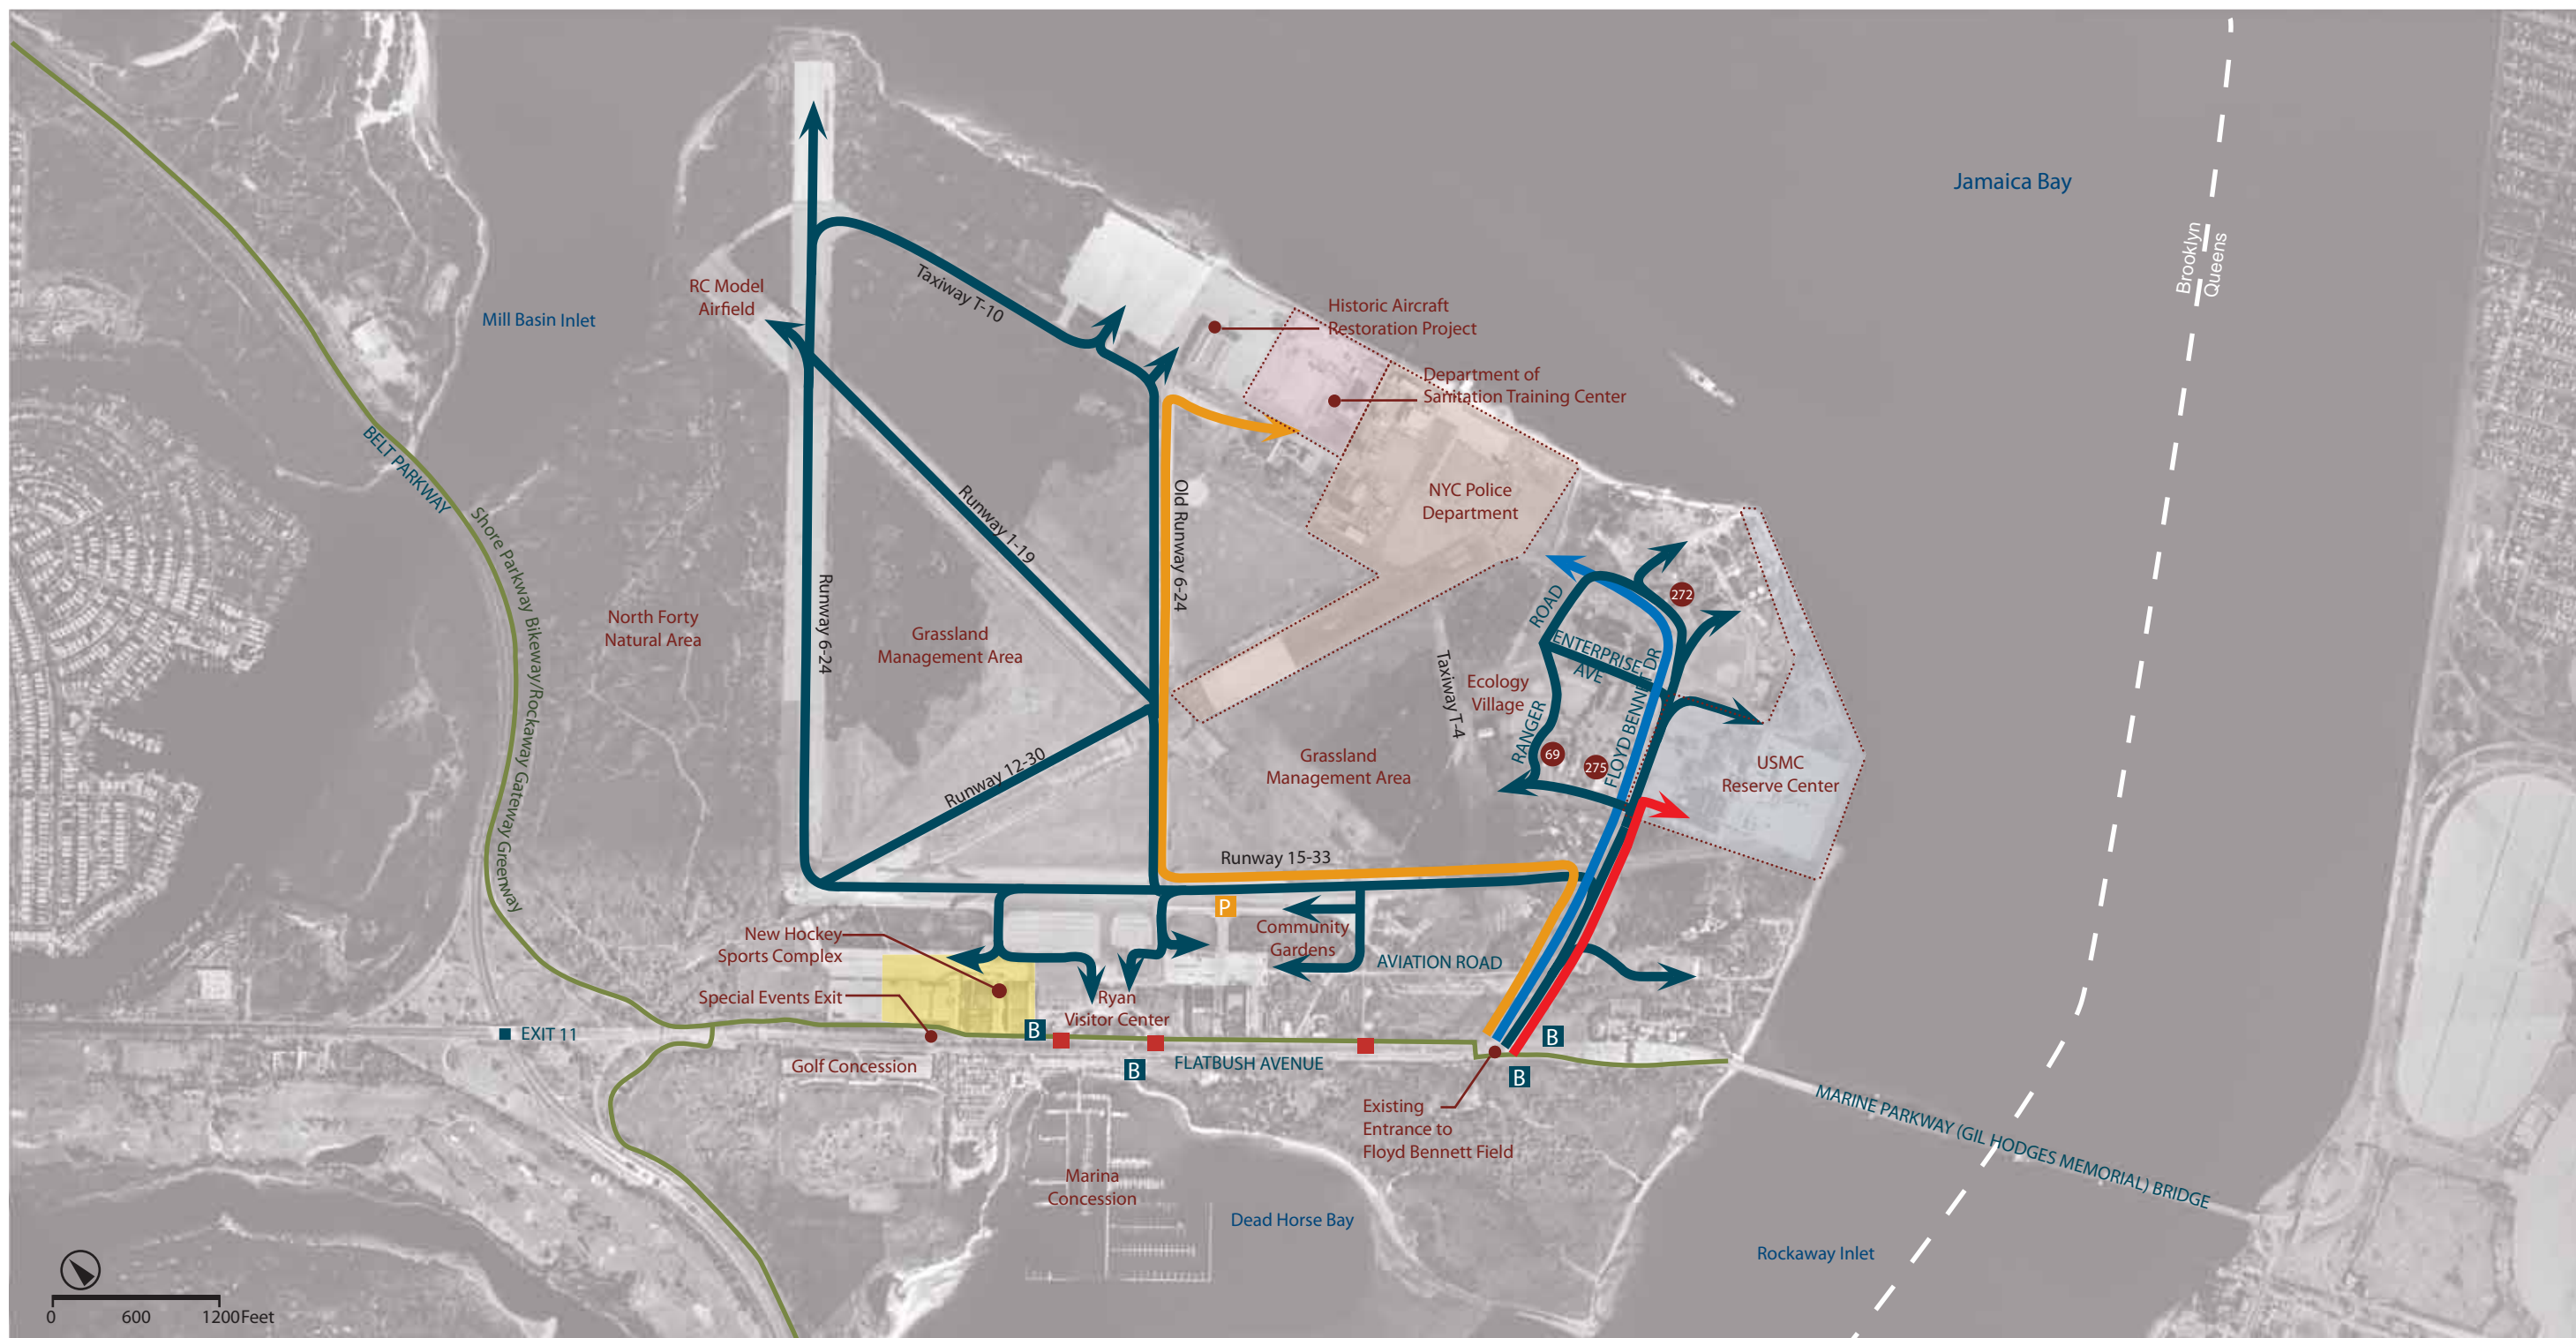 Jamaica Bay
Brooklyn
Queens
RC Model
Airfield
Taxiway T-10
Mill Basin Inlet
Historic Aircraft
Restoration Project
Department of
Sanitation Training Center
BELT PARKWAY
Shore Parkway Bikeway/Rockaway Gateway Greenway
Runway 1-19
Old Runway 6-24
NYC Police
Department
North Forty
Natural Area
Runway 6-24
Grassland
Management Area
272
ROAD
ENTERPRISE
AVE
Taxiway T-4
Ecology
Village
RANGER
FLOYD BENNETT DR
69
275
Runway 12-30
Grassland
Management Area
USMC
Reserve Center
Runway 15-33
P
Community
Gardens
New Hockey
Sports Complex
AVIATION ROAD
Special Events Exit
Ryan
Visitor Center
B
B
EXIT 11
Golf Concession
B
FLATBUSH AVENUE
B
Existing
Entrance to
Floyd Bennett Field
MARINE PARKWAY (GIL HODGES MEMORIAL) BRIDGE
Marina
Concession
Dead Horse Bay
Rockaway Inlet
0 600 1200Feet